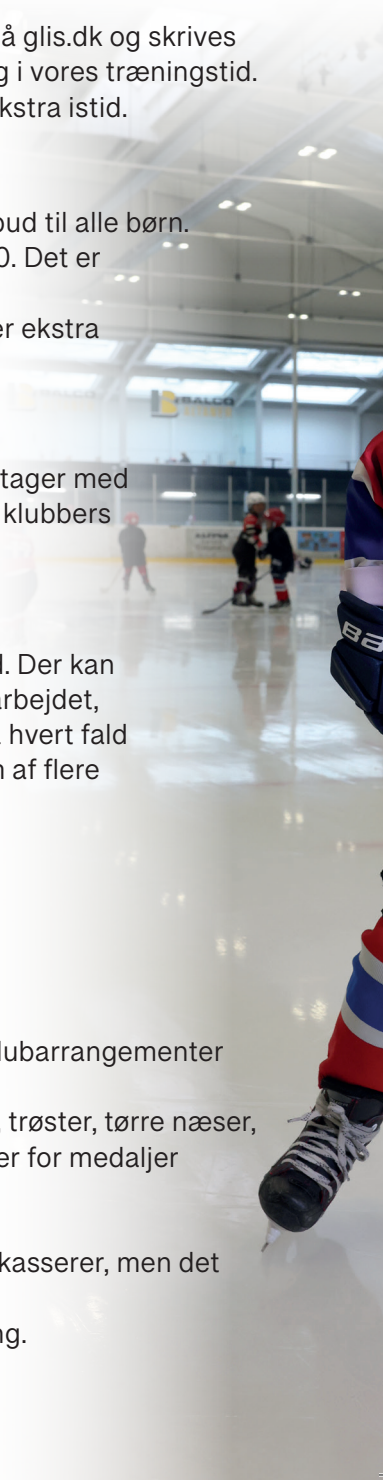 å glis.dk og skrives
g i vores træningstid.
kstra istid.
oud til alle børn.
0. Det er
er ekstra
BALCO
tager med
klubbers
BA
d. Der kan
arbejdet,
hvert fald
n af flere
lubarrangementer
trøster, tørre næser,
er for medaljer
kasserer, men det
ng.